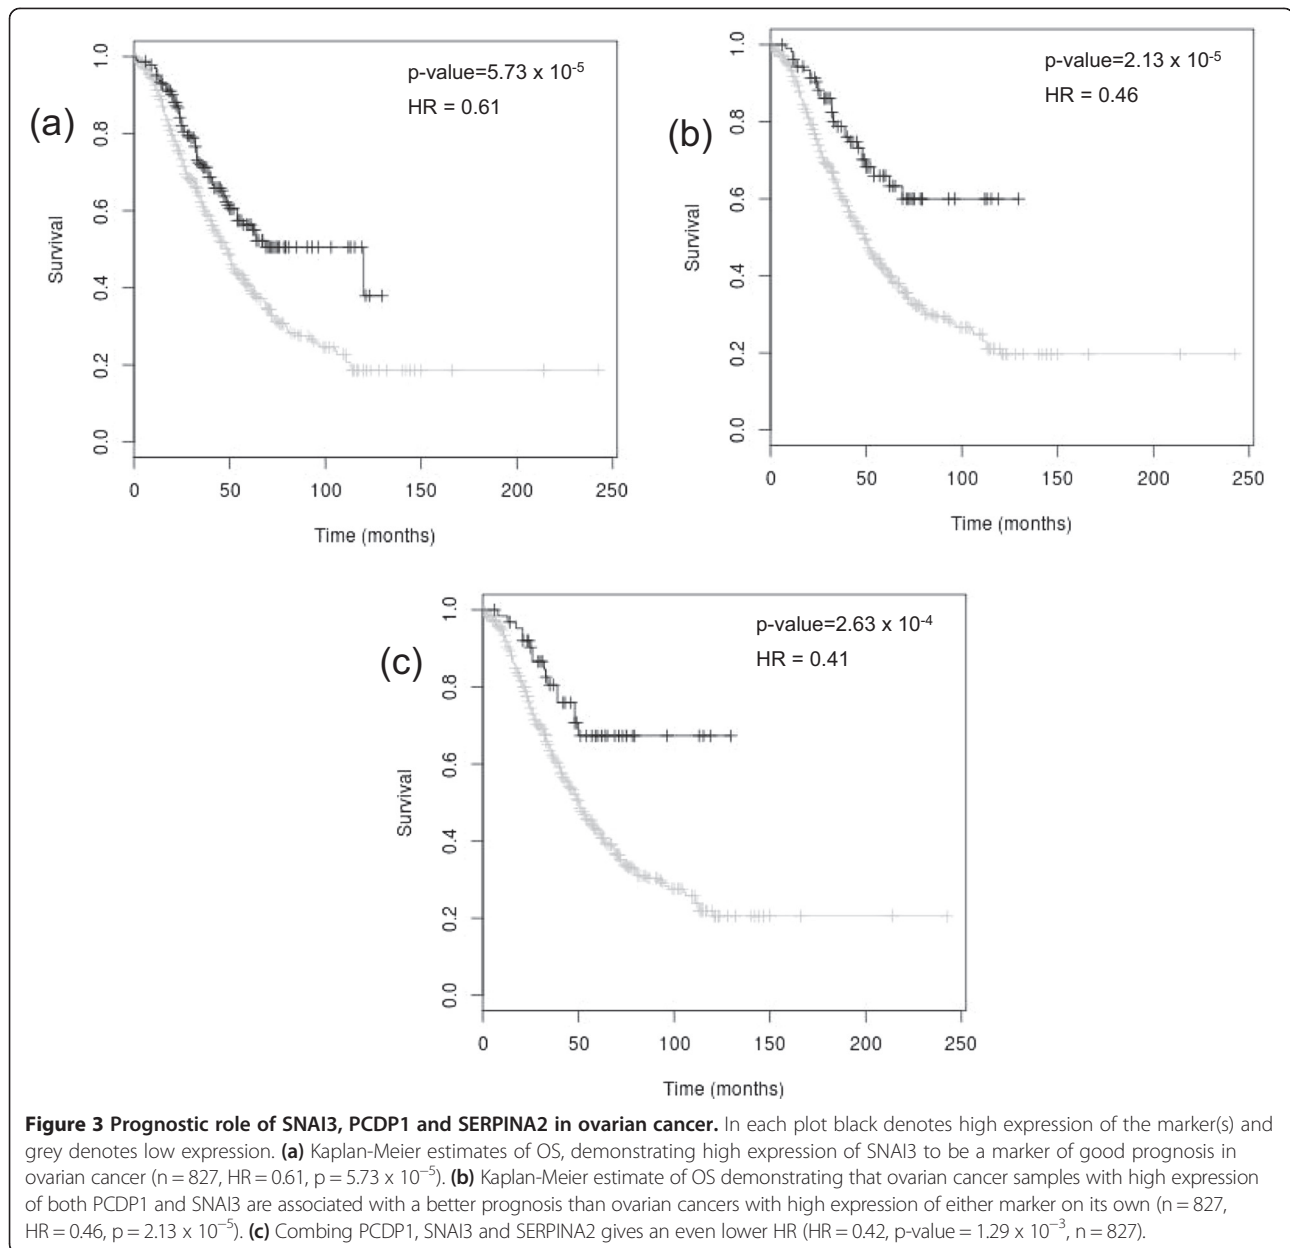 (a)
p-value=5.73 x 10-5
HR = 0.61
1.0
0.8
0.6
0.4
0.2
0.0
Survival
0 50 100 150 200 250
Time (months)
(b)
p-value=2.13 x 10-5
HR = 0.46
1.0
0.8
0.6
0.4
0.2
0.0
Survival
0 50 100 150 200 250
Time (months)
(c)
p-value=2.63 x 10-4
HR = 0.41
1.0
0.8
0.6
0.4
0.2
0.0
Survival
0 50 100 150 200 250
Time (months)
Figure 3 Prognostic role of SNAI3, PCDP1 and SERPINA2 in ovarian cancer. In each plot black denotes high expression of the marker(s) and
grey denotes low expression. (a) Kaplan-Meier estimates of OS, demonstrating high expression of SNAI3 to be a marker of good prognosis in
ovarian cancer (n = 827, HR = 0.61, p = 5.73 x 10−5). (b) Kaplan-Meier estimate of OS demonstrating that ovarian cancer samples with high expression
of both PCDP1 and SNAI3 are associated with a better prognosis than ovarian cancers with high expression of either marker on its own (n = 827,
HR = 0.46, p = 2.13 x 10−5). (c) Combing PCDP1, SNAI3 and SERPINA2 gives an even lower HR (HR = 0.42, p-value = 1.29 x 10−3, n = 827).